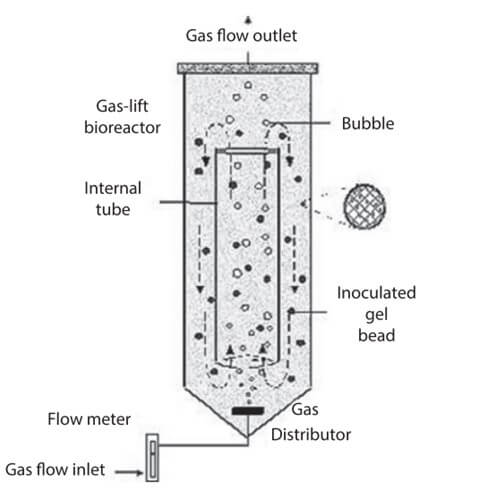 Gas flow outlet
Gas-lift
bioreactor
Bubble
Internal
tube
Inoculated
gel
bead
Gas
Distributor
Flow meter
Gas flow inlet